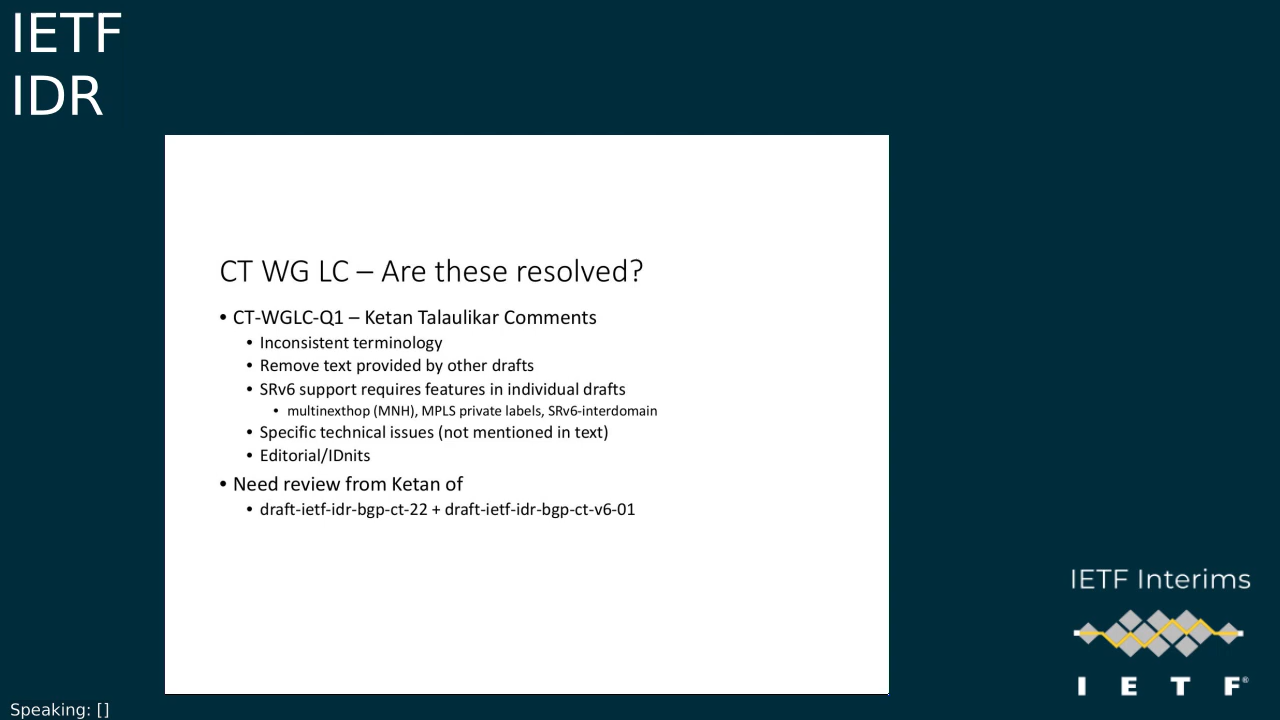 IETF
IDR
CT WG LC – Are these resolved?
• CT-WGLC-Q1 – Ketan Talaulikar Comments
• Inconsistent terminology
• Remove text provided by other drafts
• SRv6 support requires features in individual drafts
• multinexthop (MNH), MPLS private labels, SRv6-interdomain
• Specific technical issues (not mentioned in text)
• Editorial/IDnits
• Need review from Ketan of
• draft-ietf-idr-bgp-ct-22 + draft-ietf-idr-bgp-ct-v6-01
IETF Interims
I E T F®
Speaking: []